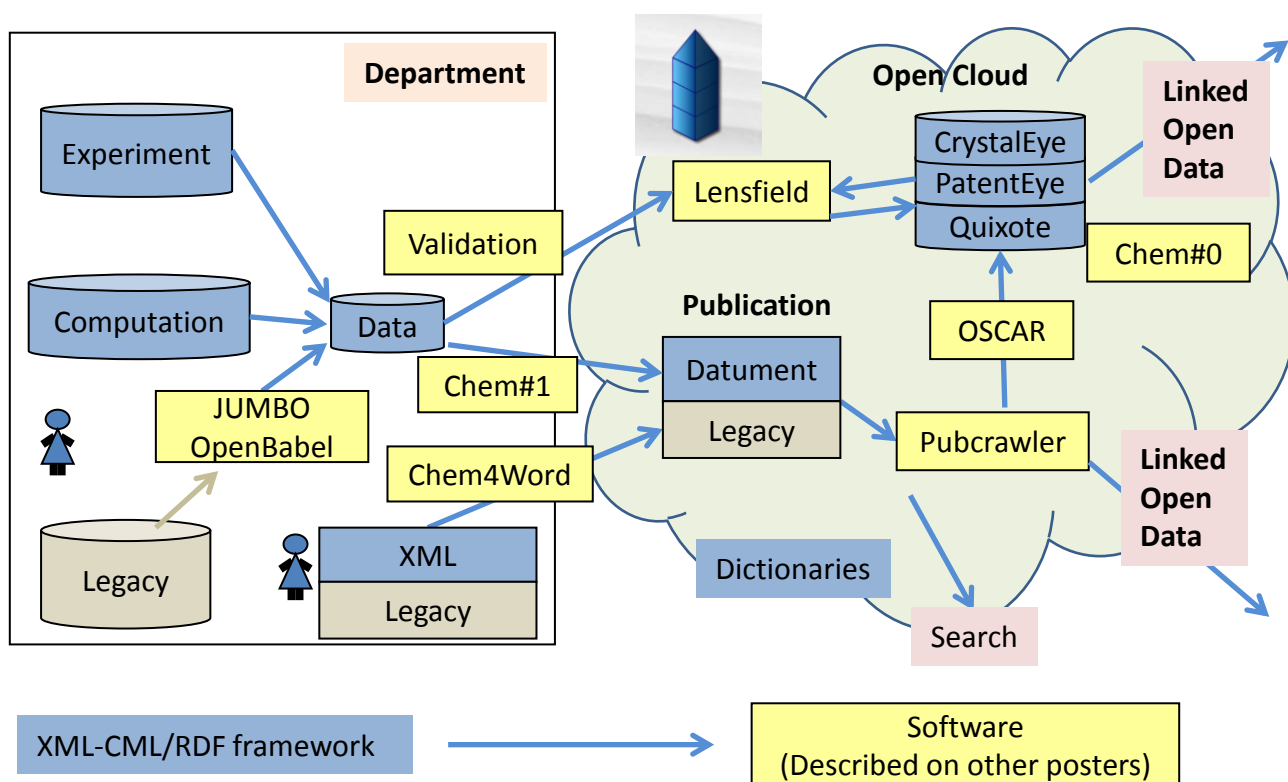 Department
Experiment
Computation
Data
Validation
Chem#1
JUMBO
OpenBabel
Chem4Word
Legacy
XML
Legacy
Open Cloud
Lensfield
CrystalEye
PatentEye
Quixote
Linked
Open
Data
Chem#0
Publication
Datument
Legacy
OSCAR
Pubcrawler
Linked
Open
Data
Dictionaries
Search
XML-CML/RDF framework
Software
(Described on other posters)